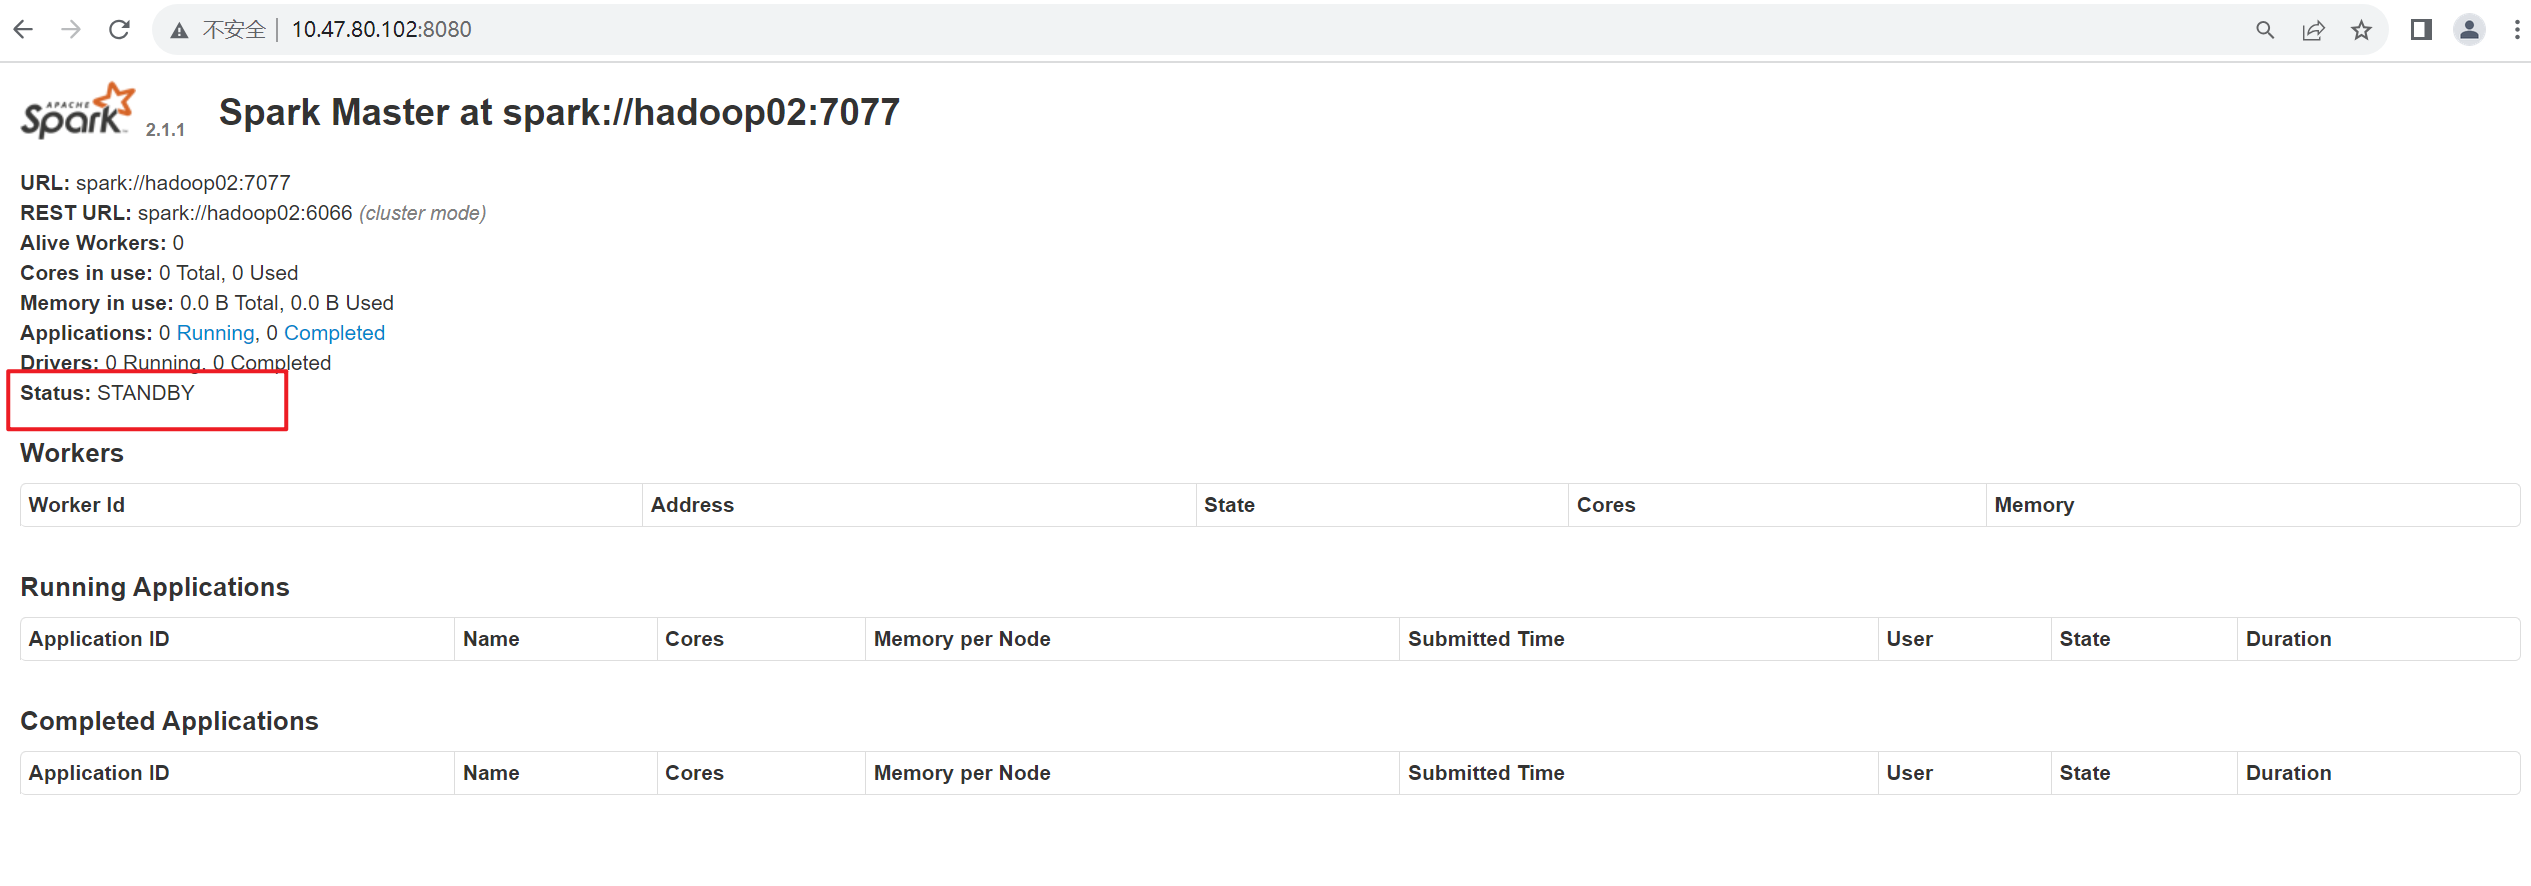 不安全 10.47.80.102:8080
APACHE Spark 2.1.1 Spark Master at spark://hadoop02:7077
URL: spark://hadoop02:7077
REST URL: spark://hadoop02:6066 (cluster mode)
Alive Workers: 0
Cores in use: 0 Total, 0 Used
Memory in use: 0.0 B Total, 0.0 B Used
Applications: 0 Running, 0 Completed
Drivers: 0 Running, 0 Completed
Status: STANDBY
Workers
Worker Id Address State Cores Memory
Running Applications
Application ID Name Cores Memory per Node Submitted Time User State Duration
Completed Applications
Application ID Name Cores Memory per Node Submitted Time User State Duration